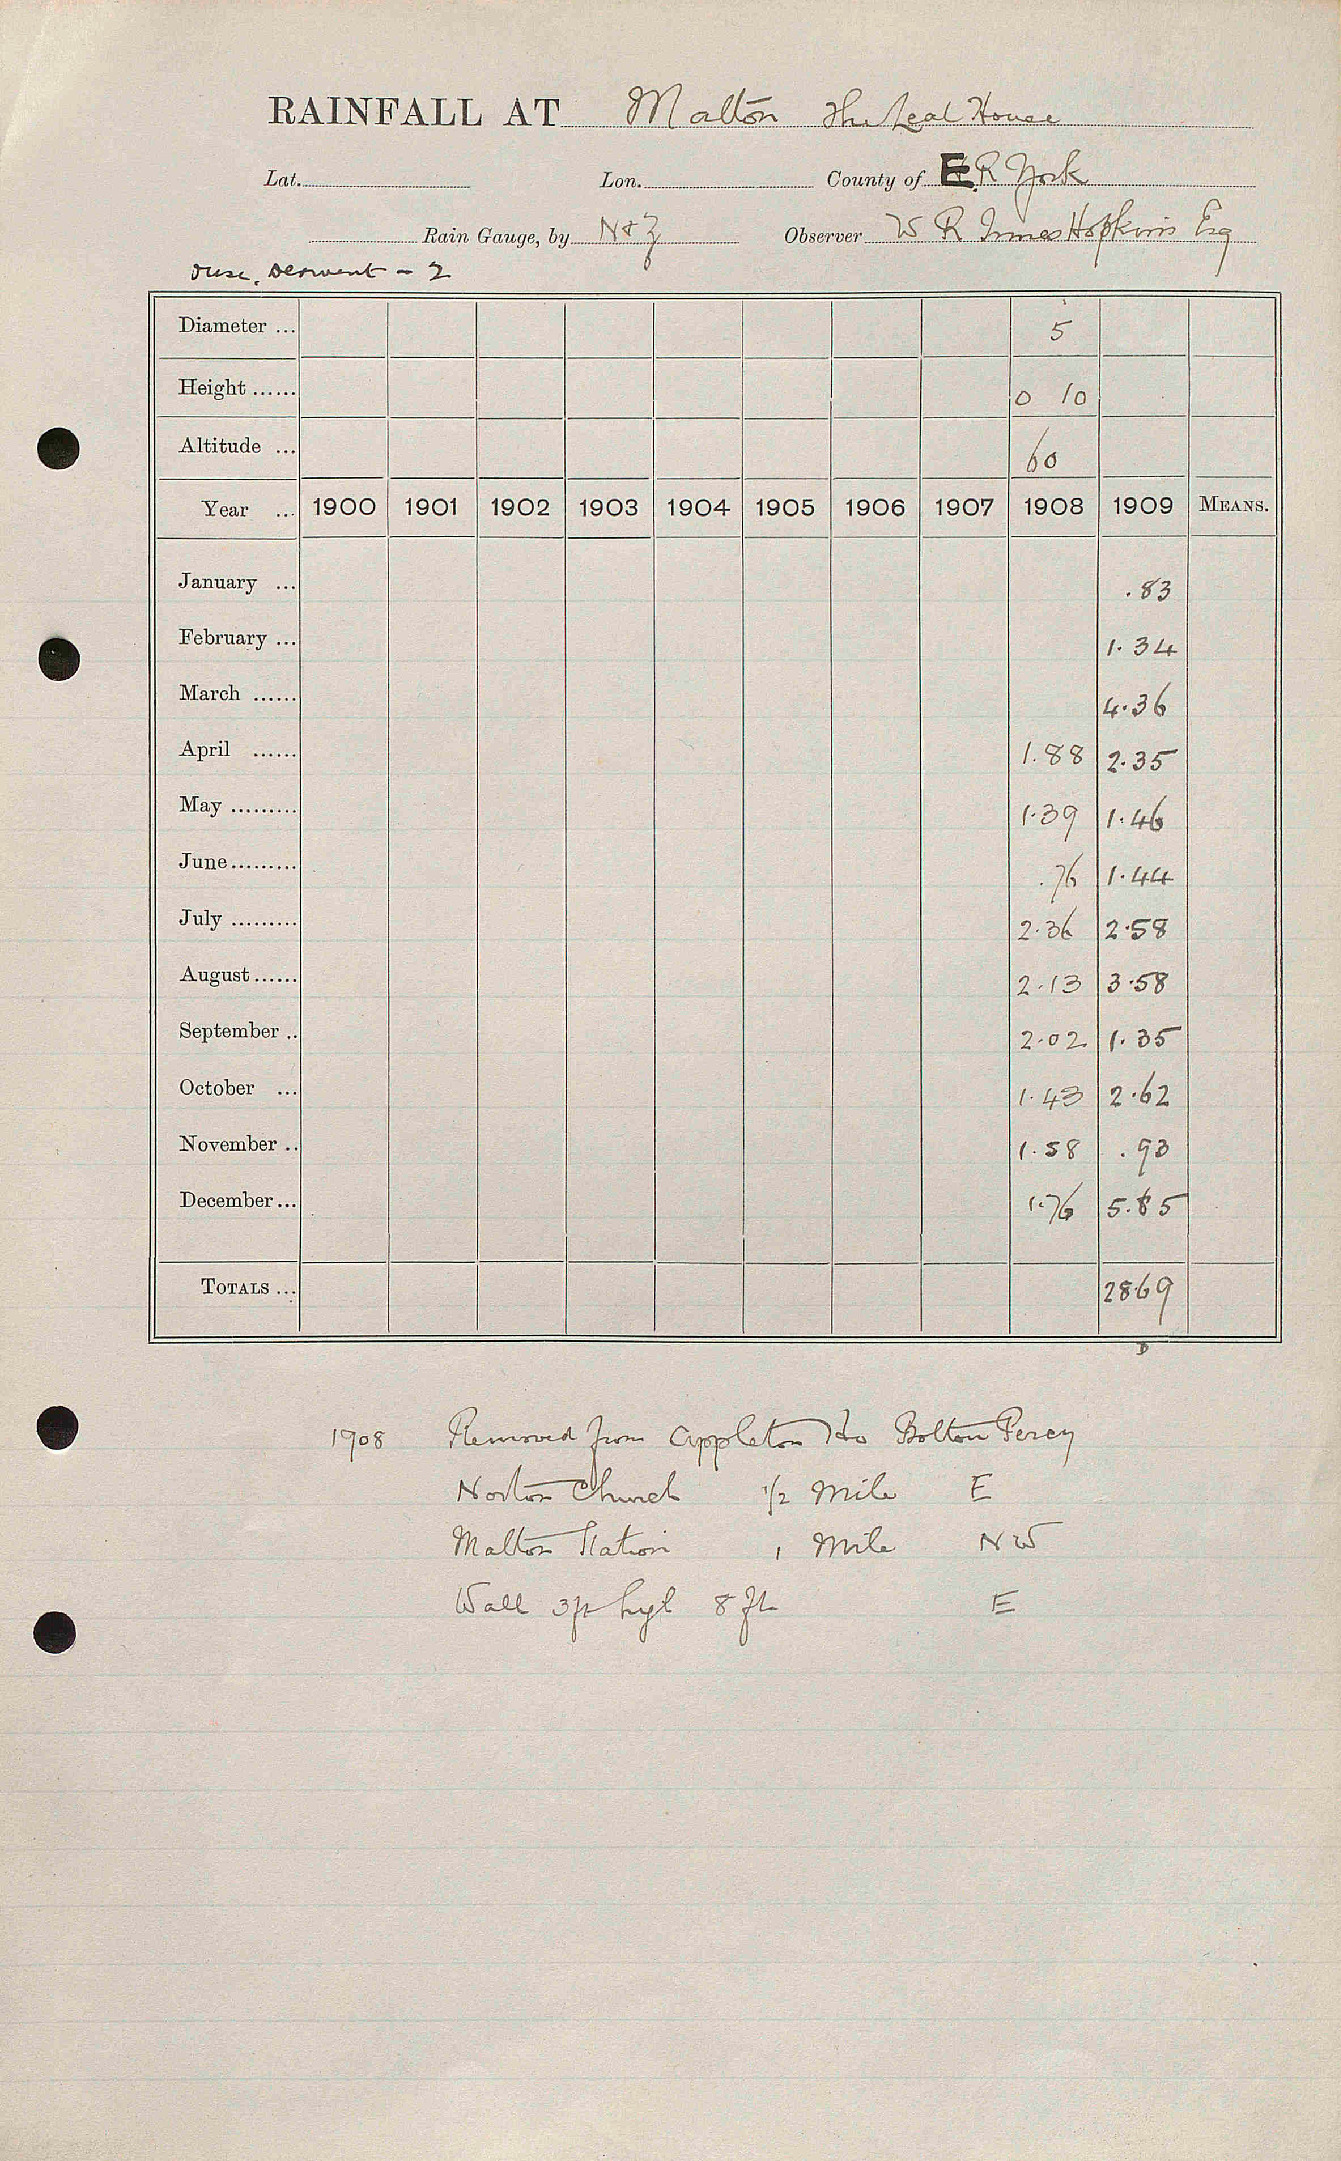 RAINFALL AT Malton The House
Lat. Lon. County of E.R York
Rain Gauge, by N & Z Observer W R Innes Hopkins Esq
Ouse, Derwent - 2
Diameter ... 5
Height ...... 0 10
Altitude ... 60
Year ... 1900 1901 1902 1903 1904 1905 1906 1907 1908 1909 MEANS.
January ... .83
February ... 1.34
March ...... 4.36
April ...... 1.88 2.35
May ......... 1.39 1.46
June ......... .76 1.44
July ......... 2.36 2.58
August ...... 2.13 3.58
September .. 2.02 1.35
October ... 1.43 2.62
November .. 1.58 .93
December ... 1.76 5.85
TOTALS ... 28.69
D
1908 Removed from Appleton Ho Bolton Percy
Norton Church 1/2 Mile E
Malton Station 1 Mile NW
Wall 3ft high 8 ft E